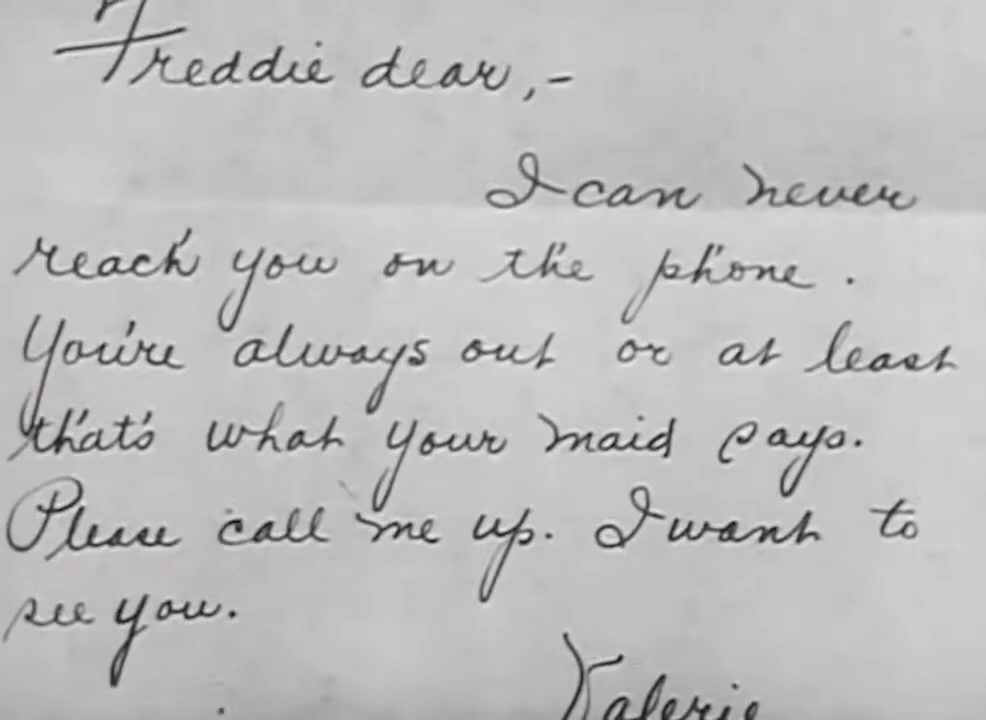 Freddie dear,-
I can never
reach you on the phone.
You're always out or at least
that's what your maid says.
Please call me up. I want to
see you.
Valerie